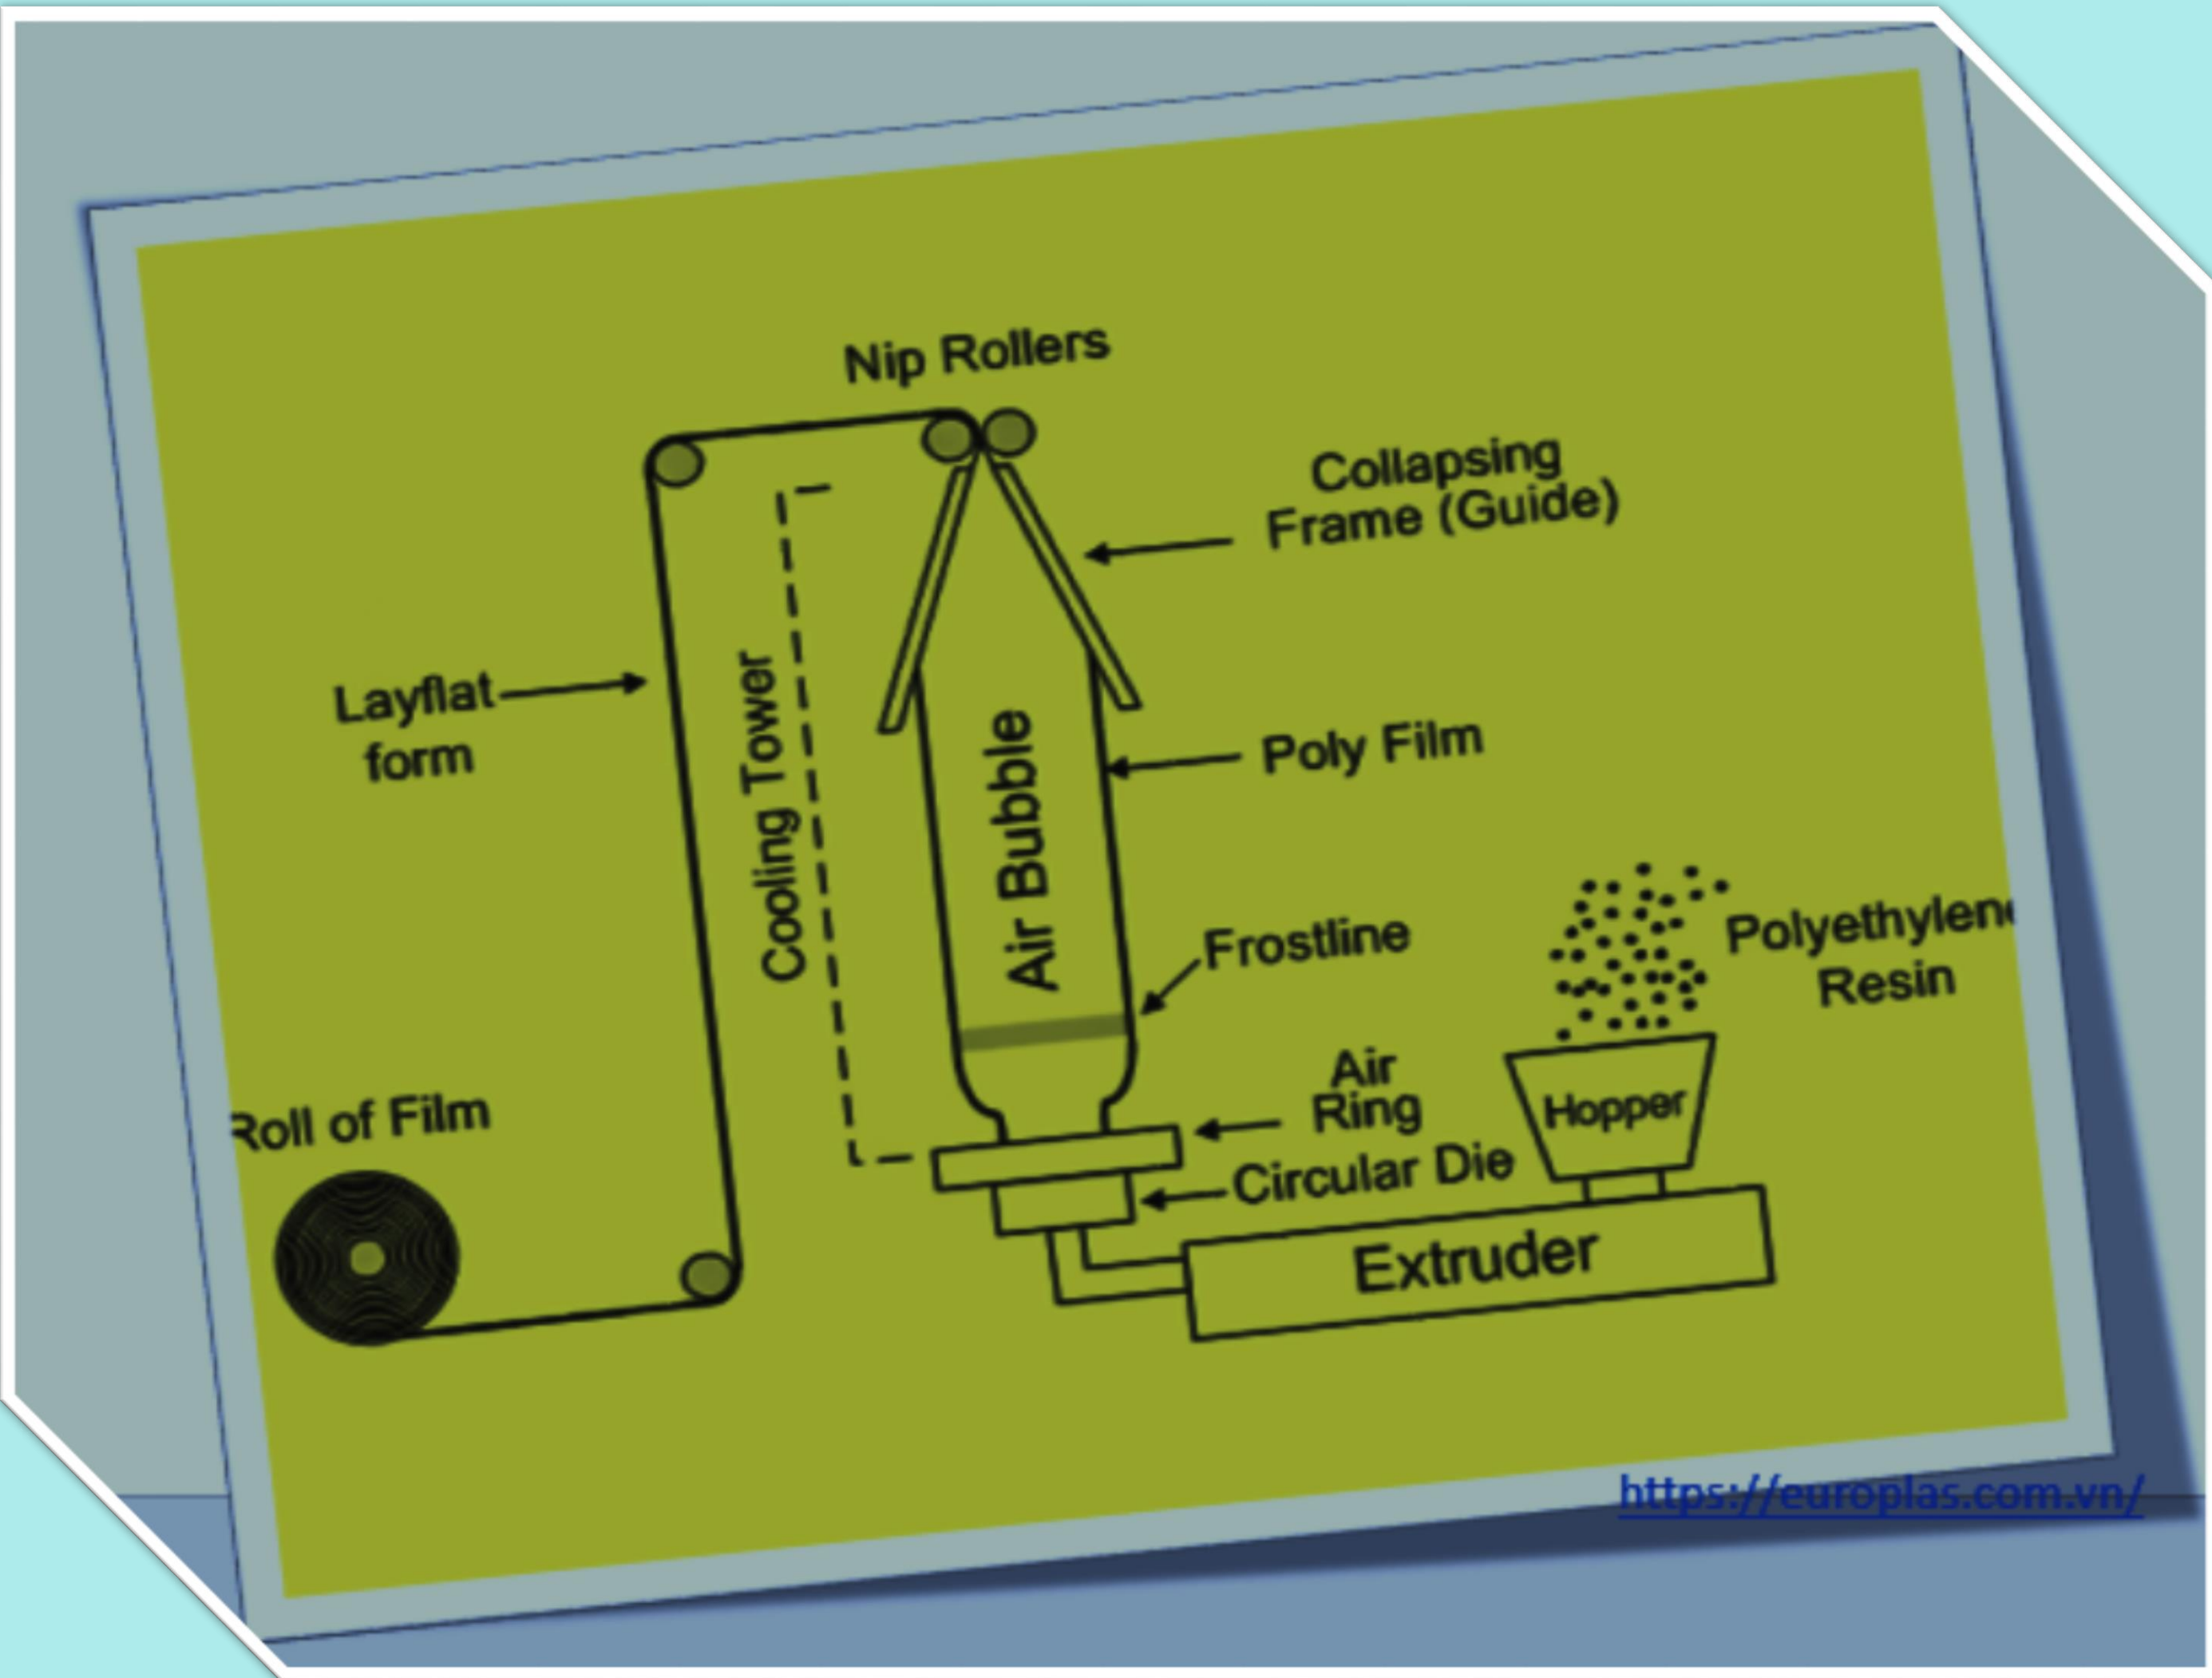 Nip Rollers
Collapsing
Frame (Guide)
Layflat
form
Cooling Tower
Air Bubble
Poly Film
Frostline
Polyethylene
Resin
Air
Ring
Hopper
Roll of Film
Circular Die
Extruder
https://europlas.com.vn/